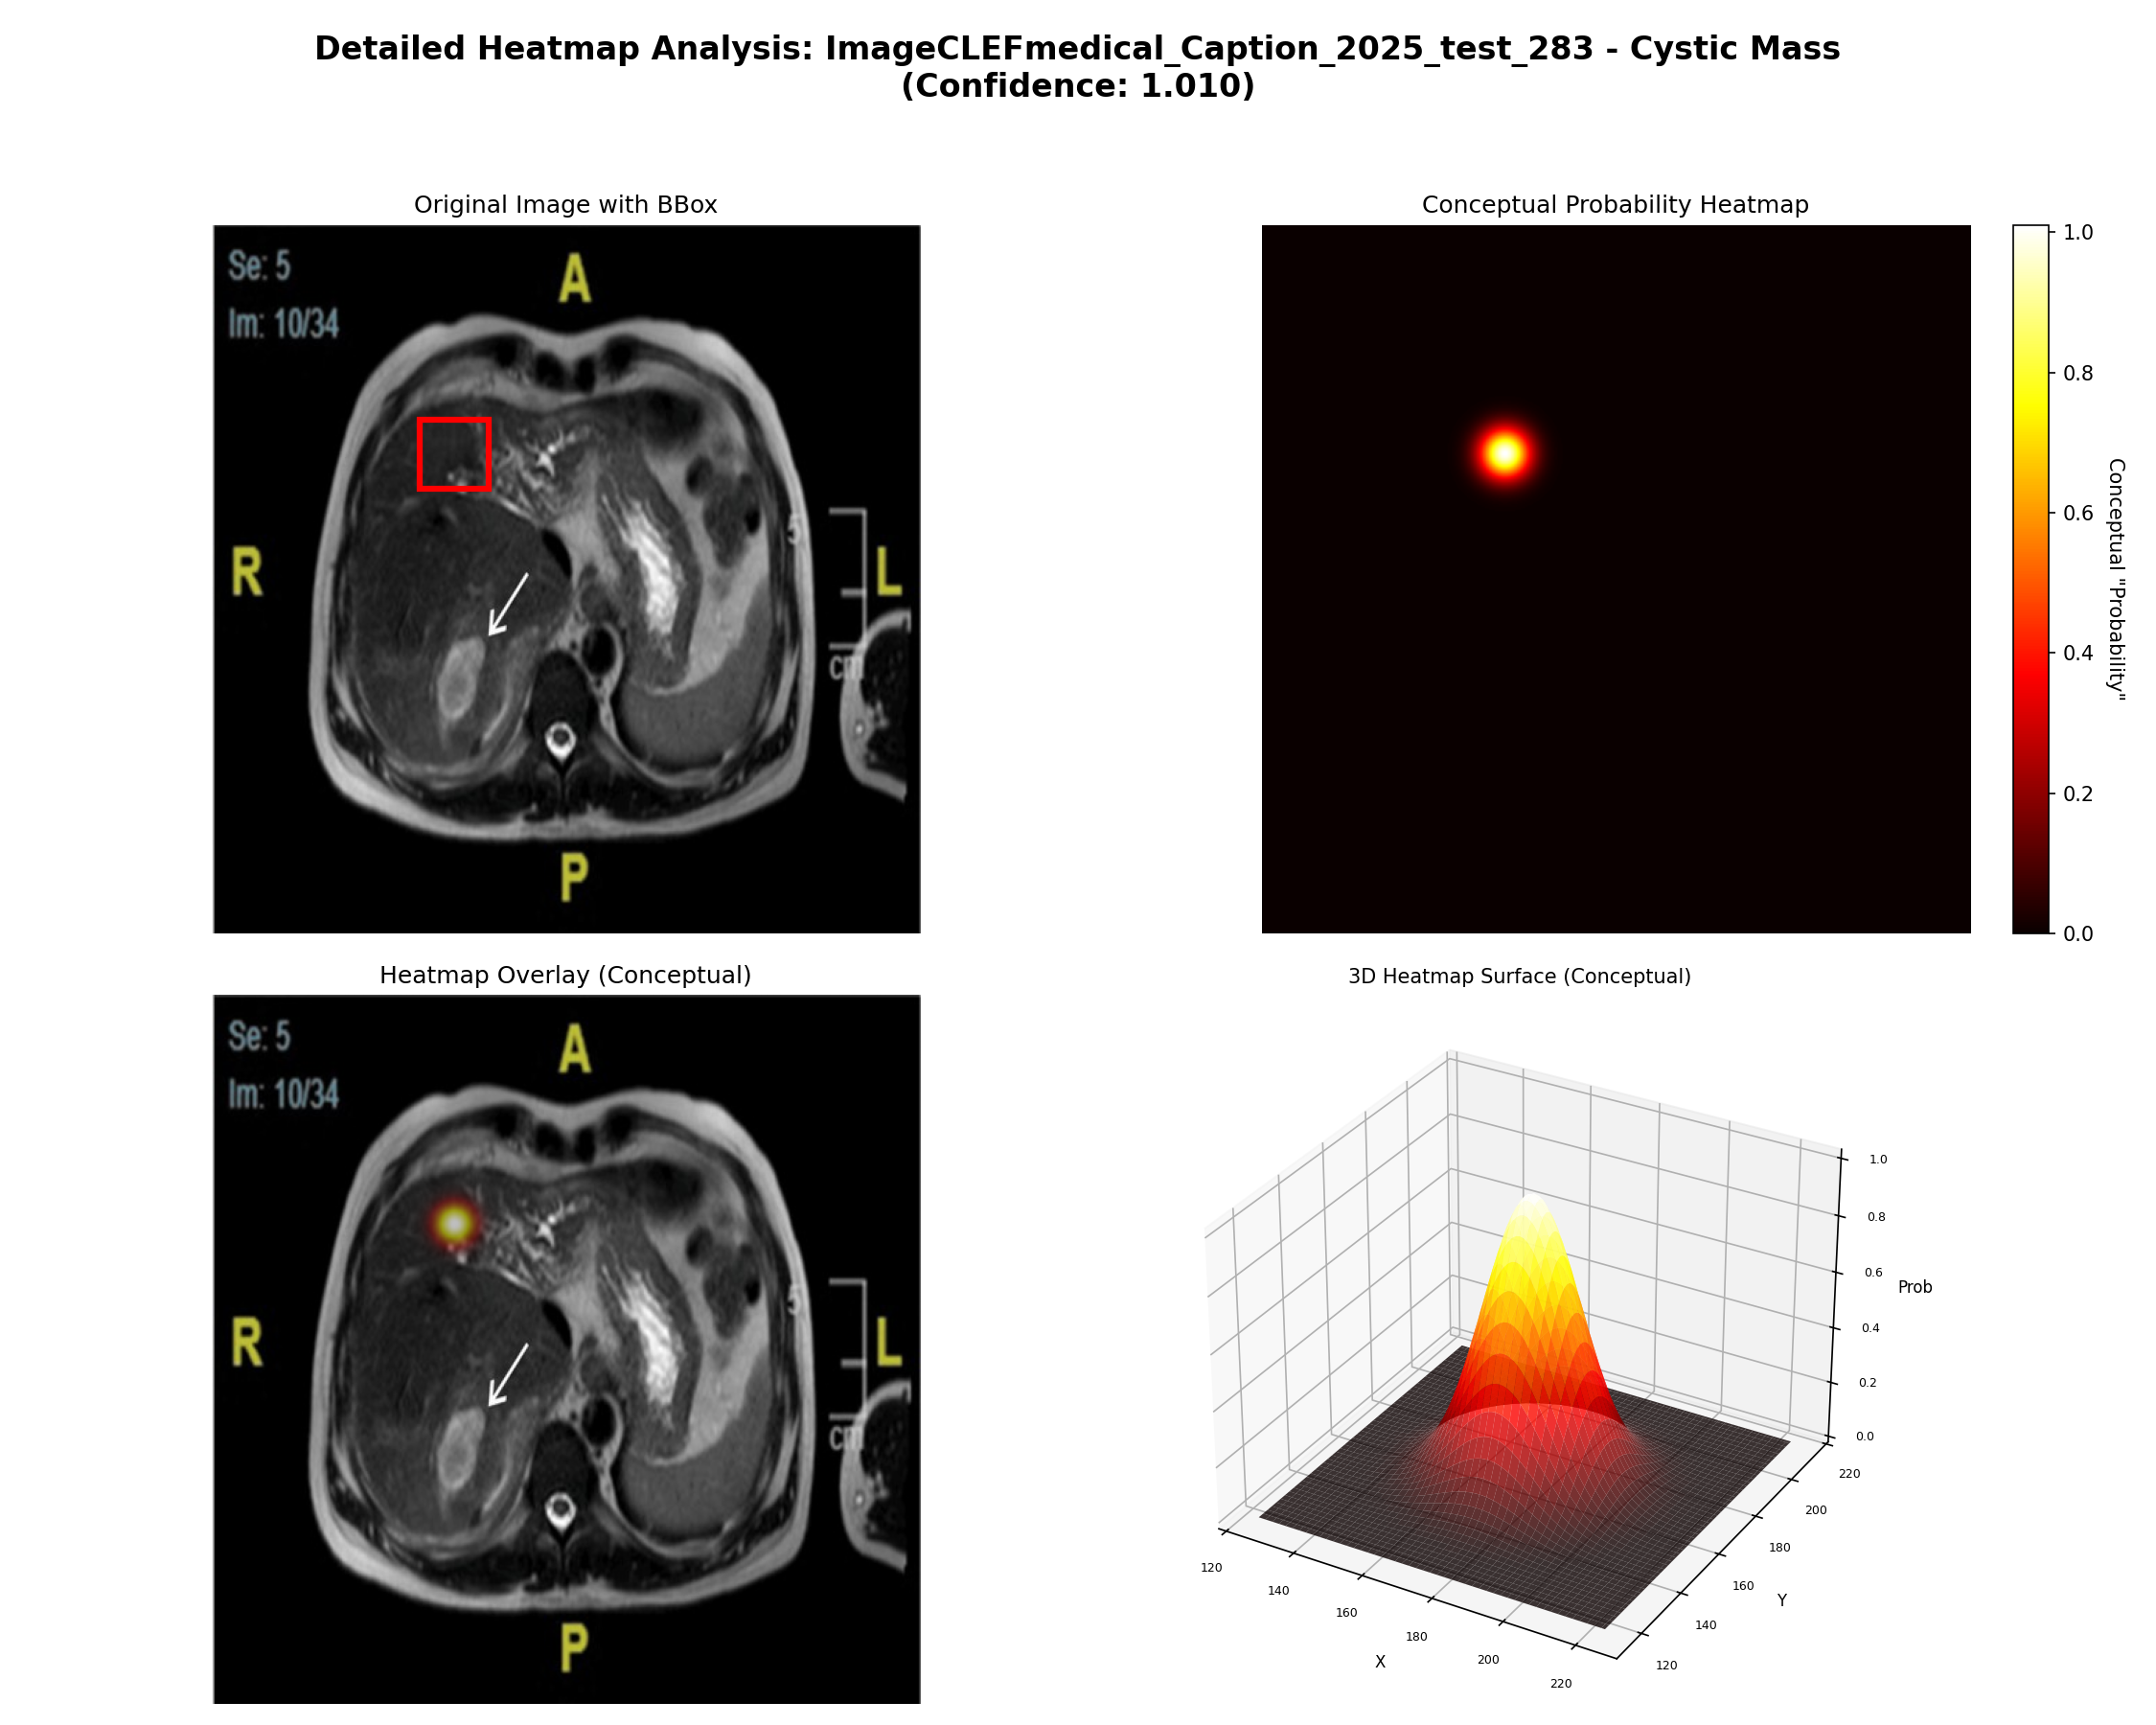 Detailed Heatmap Analysis: ImageCLEFmedical_Caption_2025_test_283 - Cystic Mass
(Confidence: 1.010)
Original Image with BBox
Se: 5
Im: 10/34
A
R
L
5
cm
P
Conceptual Probability Heatmap
1.0
0.8
0.6
0.4
0.2
0.0
Conceptual "Probability"
Heatmap Overlay (Conceptual)
Se: 5
Im: 10/34
A
R
L
5
cm
P
3D Heatmap Surface (Conceptual)
1.0
0.8
0.6
0.4
0.2
0.0
Prob
120
140
160
180
200
220
X
120
140
160
180
200
220
Y